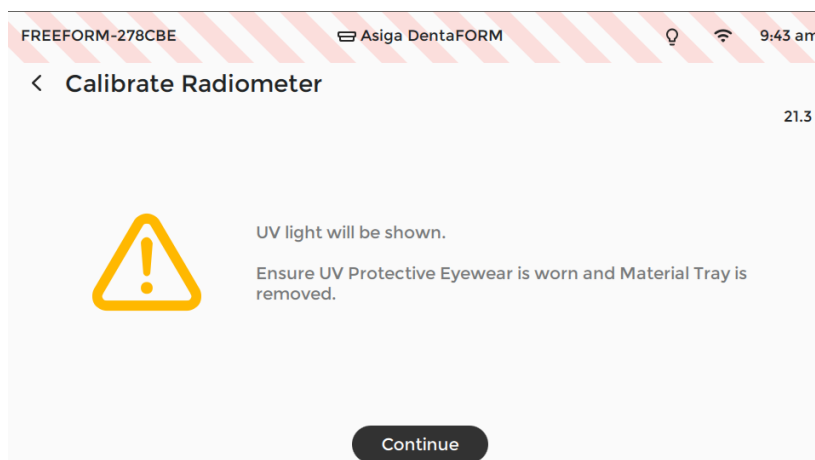 FREEFORM-278CBE Asiga DentaFORM 9:43 am
Calibrate Radiometer
21.3
UV light will be shown.
Ensure UV Protective Eyewear is worn and Material Tray is
removed.
Continue